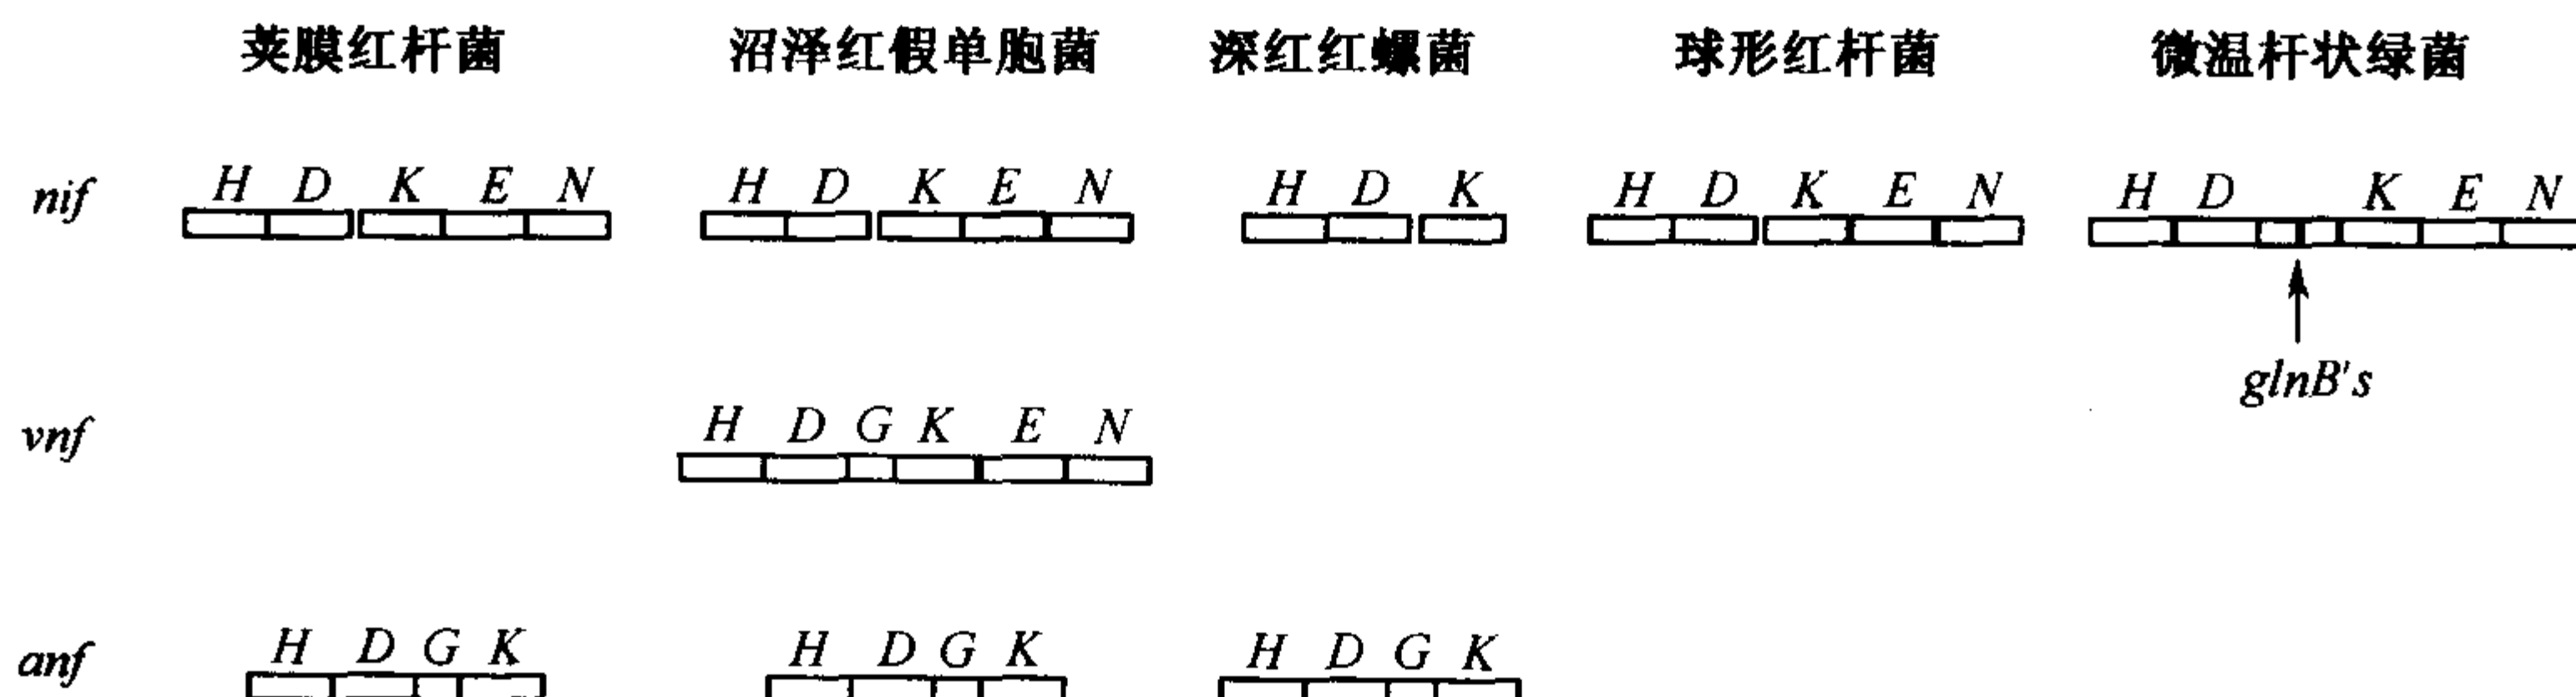 荚膜红杆菌 沼泽红假单胞菌 深红红螺菌 球形红杆菌 微温杆状绿菌
nif H D K E N H D K E N H D K H D K E N H D K E N
glnB's
vnf H D G K E N
anf H D G K H D G K H D G K